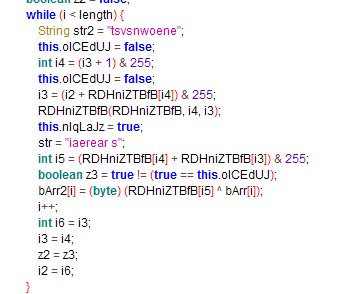 boolean z2 = false;
while (i < length) {
String str2 = "tsvsnwoene";
this.oICEdUJ = false;
int i4 = (i3 + 1) & 255;
this.oICEdUJ = false;
i3 = (i2 + RDHniZTBfB[i4]) & 255;
RDHniZTBfB(RDHniZTBfB, i4, i3);
this.nIqLaJz = true;
str = "iaerear s";
int i5 = (RDHniZTBfB[i4] + RDHniZTBfB[i3]) & 255;
boolean z3 = true != (true == this.oICEdUJ);
bArr2[i] = (byte) (RDHniZTBfB[i5] ^ bArr[i]);
i++;
int i6 = i3;
i3 = i4;
z2 = z3;
i2 = i6;
}